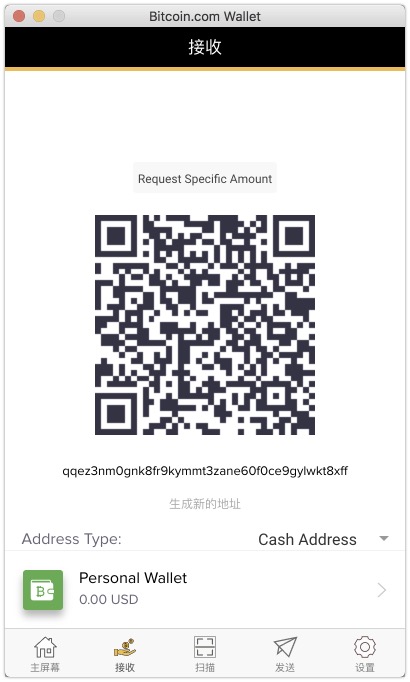 Bitcoin.com Wallet
接收
Request Specific Amount
qqez3nm0gnk8fr9kymmt3zane60f0ce9gylwkt8xff
生成新的地址
Address Type: Cash Address
Personal Wallet
0.00 USD
主屏幕 接收 扫描 发送 设置